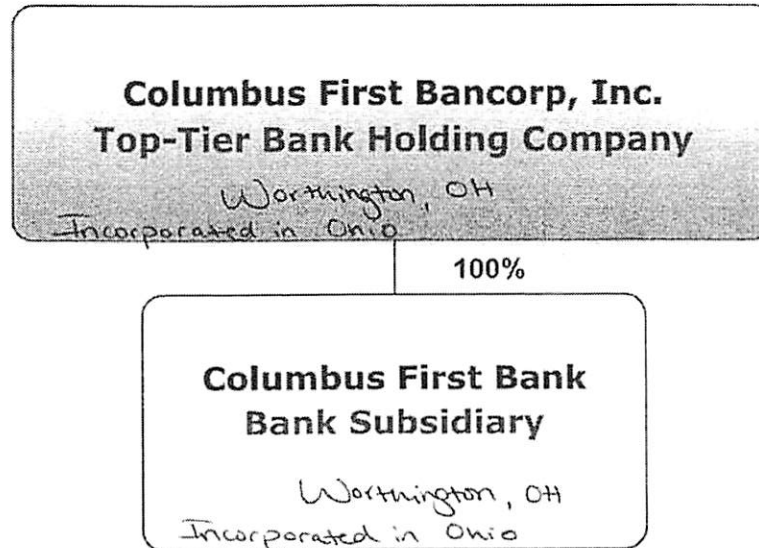 Columbus First Bancorp, Inc.
Top-Tier Bank Holding Company
Worthington, OH
Incorporated in Ohio
100%
Columbus First Bank
Bank Subsidiary
Worthington, OH
Incorporated in Ohio